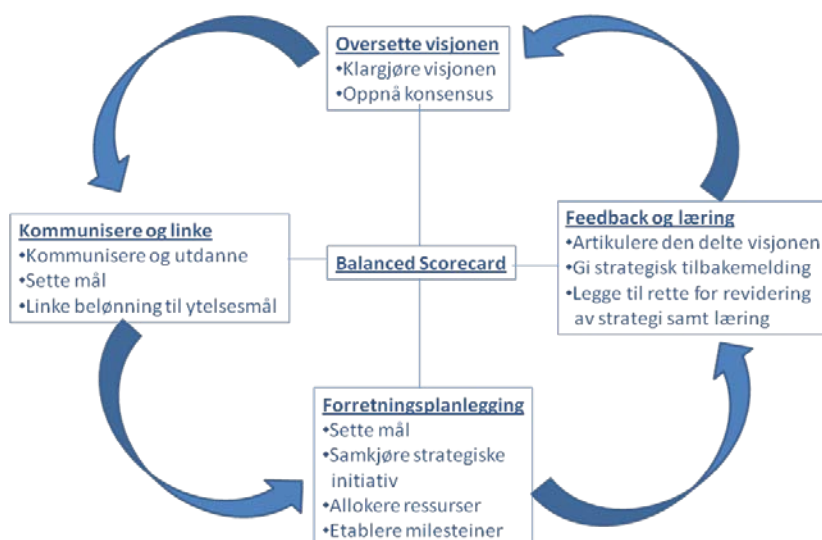 Oversette visjonen
•Klargjøre visjonen
•Oppnå konsensus
Kommunisere og linke
•Kommunisere og utdanne
•Sette mål
•Linke belønning til ytelsesmål
Balanced Scorecard
Feedback og læring
•Artikulere den delte visjonen
•Gi strategisk tilbakemelding
•Legge til rette for revidering
av strategi samt læring
Forretningsplanlegging
•Sette mål
•Samkjøre strategiske
initiativ
•Allokere ressurser
•Etablere milesteiner